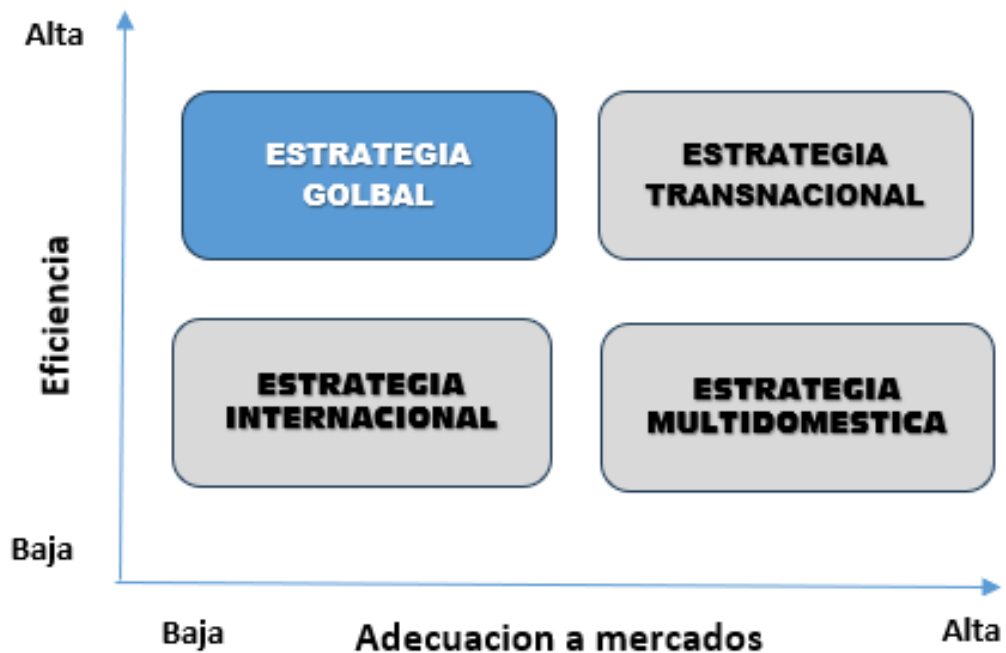 Alta
ESTRATEGIA
GOLBAL
ESTRATEGIA
TRANSNACIONAL
Eficiencia
ESTRATEGIA
INTERNACIONAL
ESTRATEGIA
MULTIDOMESTICA
Baja
Baja
Adecuacion a mercados
Alta